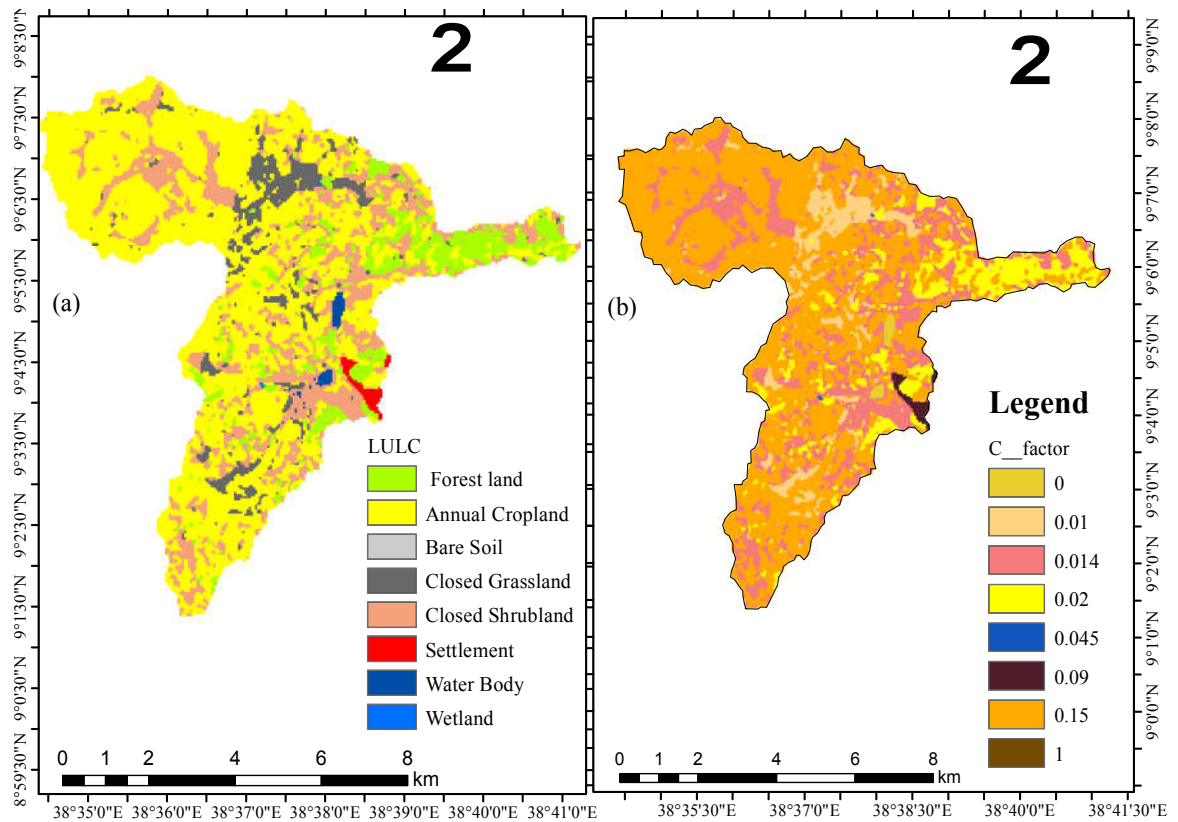 2
2
(a)
(b)
9°8'30"N
9°7'30"N
9°6'30"N
9°5'30"N
9°4'30"N
9°3'30"N
9°2'30"N
9°1'30"N
9°0'30"N
8°59'30"N
LULC
Forest land
Annual Cropland
Bare Soil
Closed Grassland
Closed Shrubland
Settlement
Water Body
Wetland
0 1 2 4 6 8
km
38°35'0"E 38°36'0"E 38°37'0"E 38°38'0"E 38°39'0"E 38°40'0"E 38°41'0"E
9°9'0"N
9°8'0"N
9°7'0"N
9°6'0"N
9°5'0"N
9°4'0"N
9°3'0"N
9°2'0"N
9°1'0"N
9°0'0"N
Legend
C__factor
0
0.01
0.014
0.02
0.045
0.09
0.15
1
0 1 2 4 6 8
km
38°35'30"E 38°37'0"E 38°38'30"E 38°40'0"E 38°41'30"E